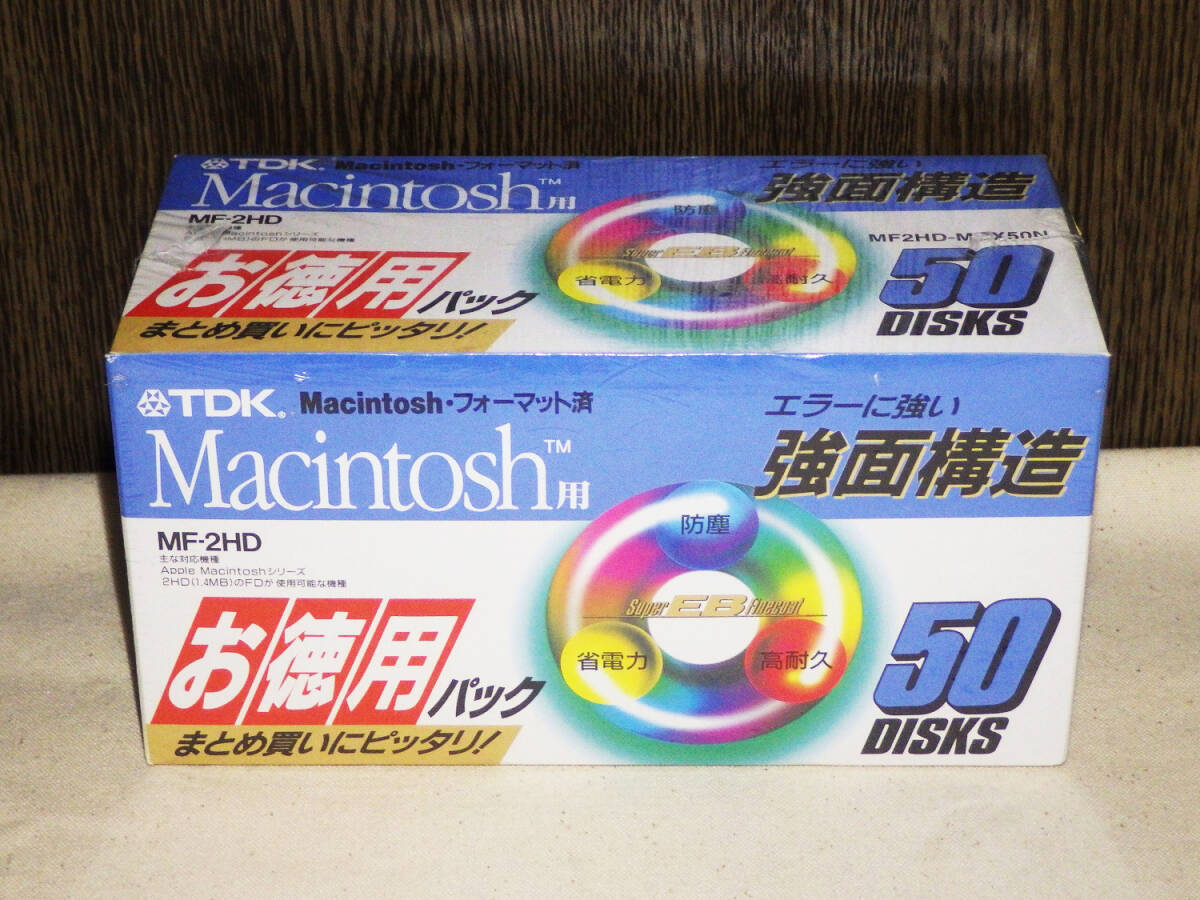 TDK. Macintosh・フォーマット済
Macintosh™用
エラーに強い
強面構造
MF-2HD
防塵
Super EB Finecoat
省電力
高耐久
お徳用パック
まとめ買いにピッタリ!
50
DISKS
TDK. Macintosh・フォーマット済
Macintosh™用
エラーに強い
強面構造
MF-2HD
主な対応機種
Apple Macintoshシリーズ
2HD(1.4MB)のFDが使用可能な機種
防塵
Super EB Finecoat
省電力
高耐久
お徳用パック
まとめ買いにピッタリ!
50
DISKS